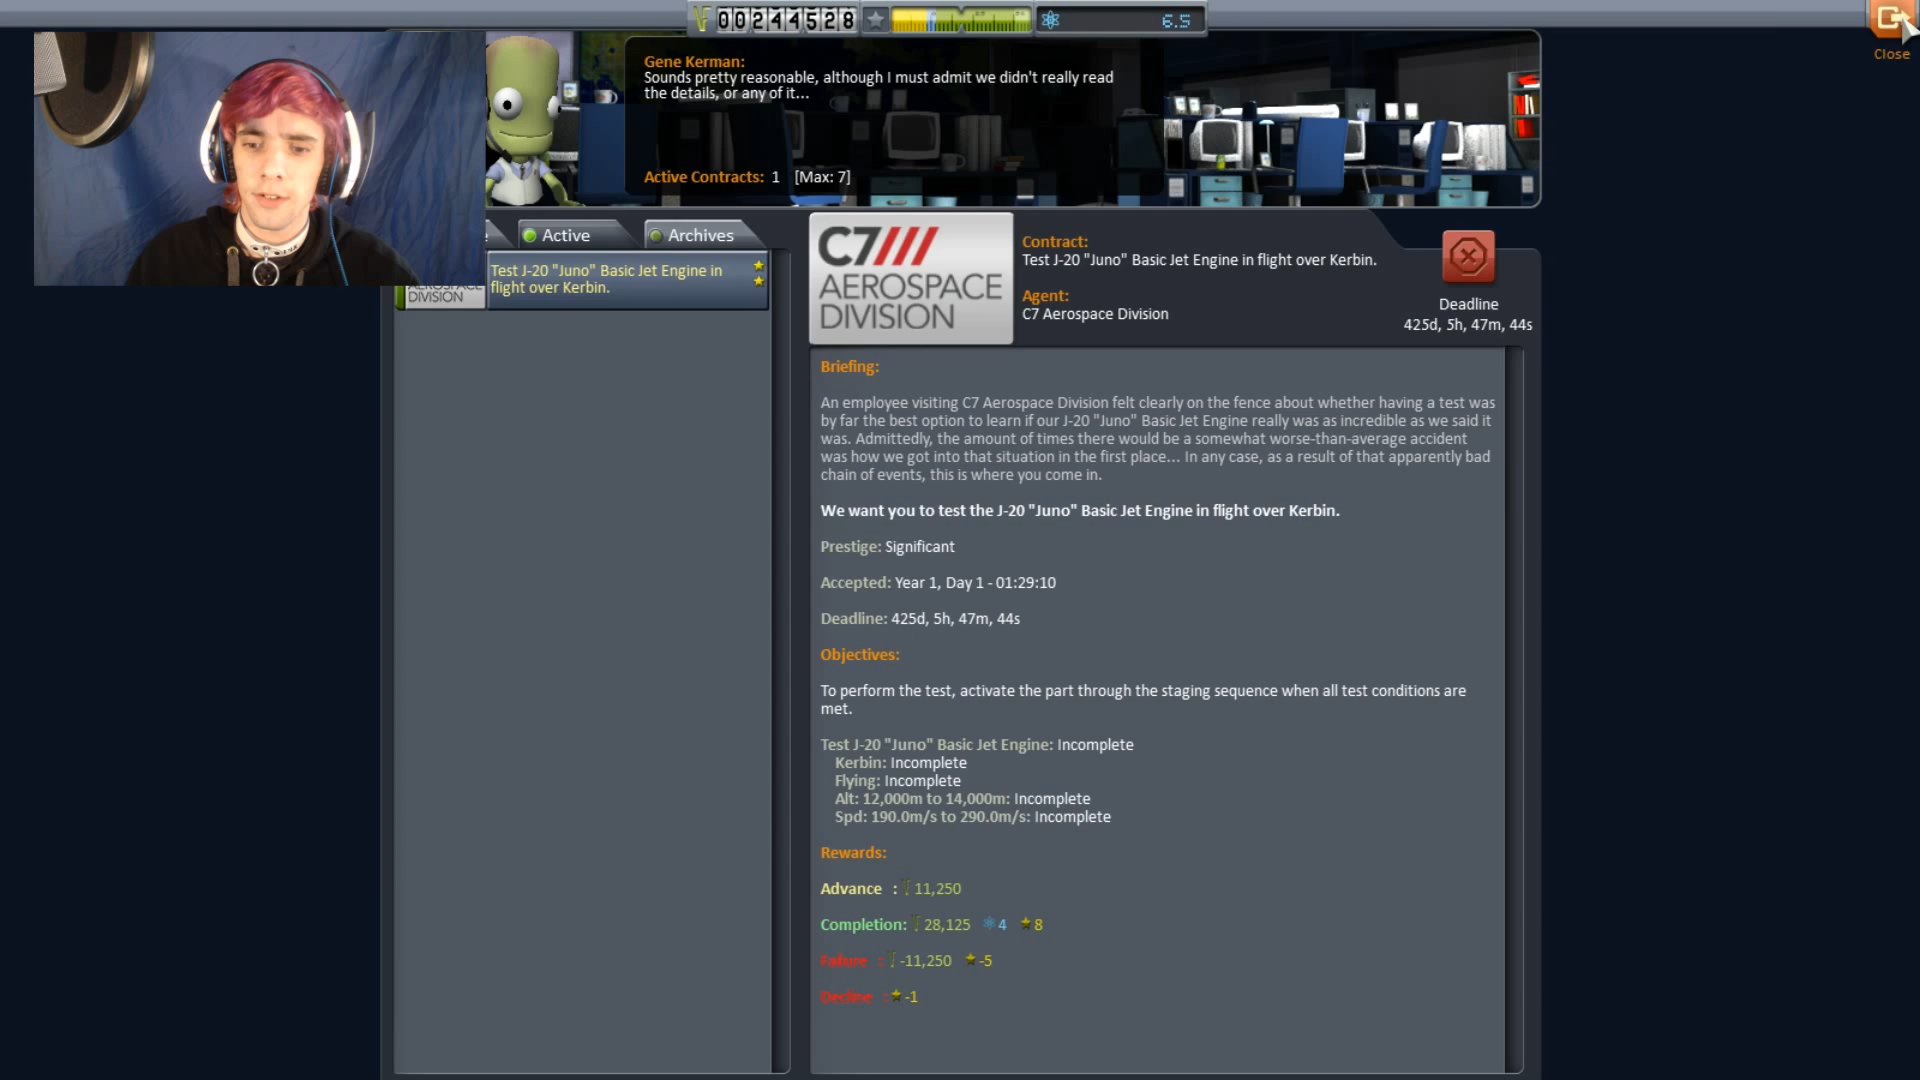 00244528
6.5
Close
Gene Kerman:
Sounds pretty reasonable, although I must admit we didn't really read
the details, or any of it...
Active Contracts: 1 [Max: 7]
Active
Archives
Test J-20 "Juno" Basic Jet Engine in
flight over Kerbin.
DIVISION
C7///
AEROSPACE
DIVISION
Contract:
Test J-20 "Juno" Basic Jet Engine in flight over Kerbin.
Agent:
C7 Aerospace Division
Deadline
425d, 5h, 47m, 44s
Briefing:
An employee visiting C7 Aerospace Division felt clearly on the fence about whether having a test was
by far the best option to learn if our J-20 "Juno" Basic Jet Engine really was as incredible as we said it
was. Admittedly, the amount of times there would be a somewhat worse-than-average accident
was how we got into that situation in the first place... In any case, as a result of that apparently bad
chain of events, this is where you come in.
We want you to test the J-20 "Juno" Basic Jet Engine in flight over Kerbin.
Prestige: Significant
Accepted: Year 1, Day 1 - 01:29:10
Deadline: 425d, 5h, 47m, 44s
Objectives:
To perform the test, activate the part through the staging sequence when all test conditions are
met.
Test J-20 "Juno" Basic Jet Engine: Incomplete
Kerbin: Incomplete
Flying: Incomplete
Alt: 12,000m to 14,000m: Incomplete
Spd: 190.0m/s to 290.0m/s: Incomplete
Rewards:
Advance : 11,250
Completion: 28,125 4 8
Failure : -11,250 -5
Decline : -1